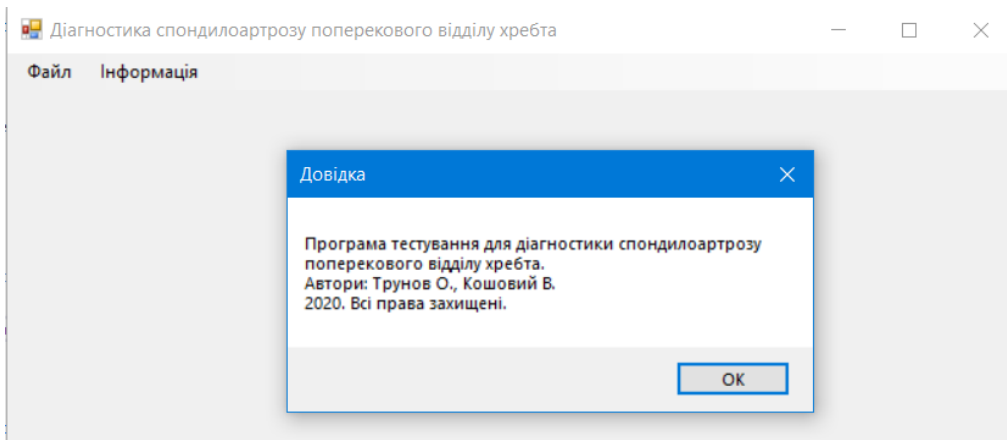 Діагностика спондилоартрозу поперекового відділу хребта
Файл Інформація
Довідка
Програма тестування для діагностики спондилоартрозу
поперекового відділу хребта.
Автори: Трунов О., Кошовий В.
2020. Всі права захищені.
OK